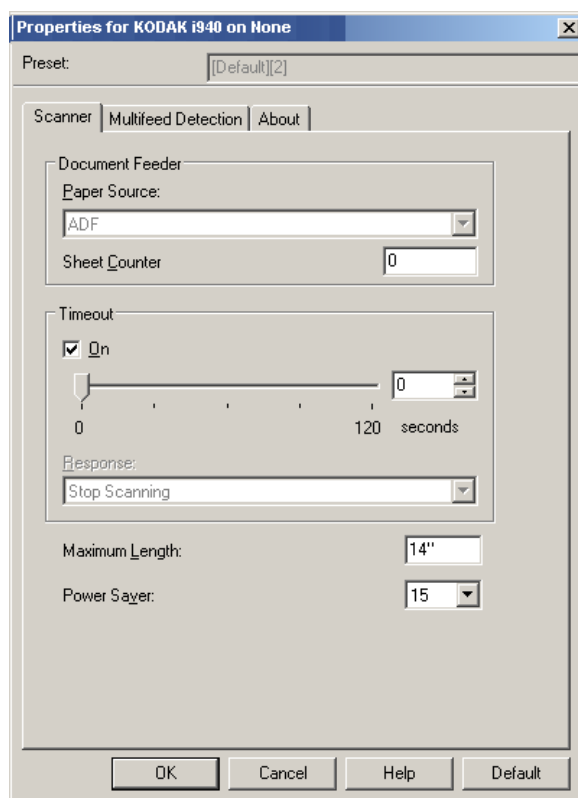 Properties for KODAK i940 on None
Preset: [Default][2]
Scanner Multifeed Detection About
Document Feeder
Paper Source:
ADF
Sheet Counter 0
Timeout
On
0
0 120 seconds
Response:
Stop Scanning
Maximum Length: 14"
Power Saver: 15
OK Cancel Help Default